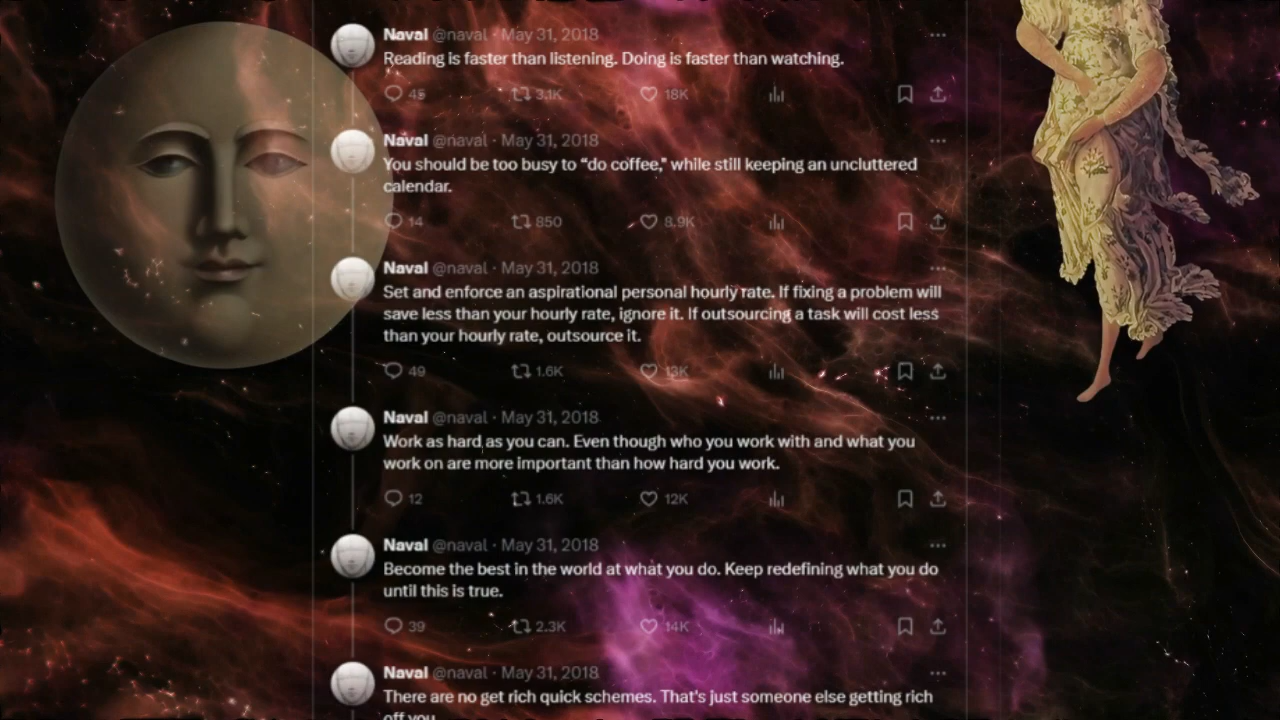 Naval @naval · May 31, 2018
Reading is faster than listening. Doing is faster than watching.
45 3.1K 18K
Naval @naval · May 31, 2018
You should be too busy to “do coffee,” while still keeping an uncluttered
calendar.
14 850 8.9K
Naval @naval · May 31, 2018
Set and enforce an aspirational personal hourly rate. If fixing a problem will
save less than your hourly rate, ignore it. If outsourcing a task will cost less
than your hourly rate, outsource it.
49 1.6K 13K
Naval @naval · May 31, 2018
Work as hard as you can. Even though who you work with and what you
work on are more important than how hard you work.
12 1.6K 12K
Naval @naval · May 31, 2018
Become the best in the world at what you do. Keep redefining what you do
until this is true.
39 2.3K 14K
Naval @naval · May 31, 2018
There are no get rich quick schemes. That's just someone else getting rich
off you.